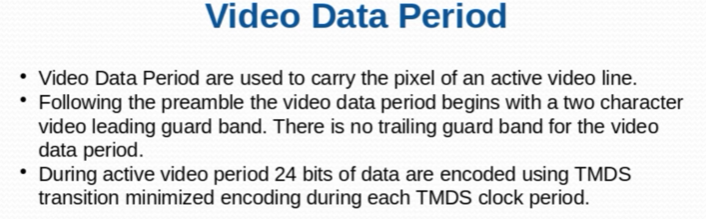 Video Data Period
• Video Data Period are used to carry the pixel of an active video line.
• Following the preamble the video data period begins with a two character
video leading guard band. There is no trailing guard band for the video
data period.
• During active video period 24 bits of data are encoded using TMDS
transition minimized encoding during each TMDS clock period.